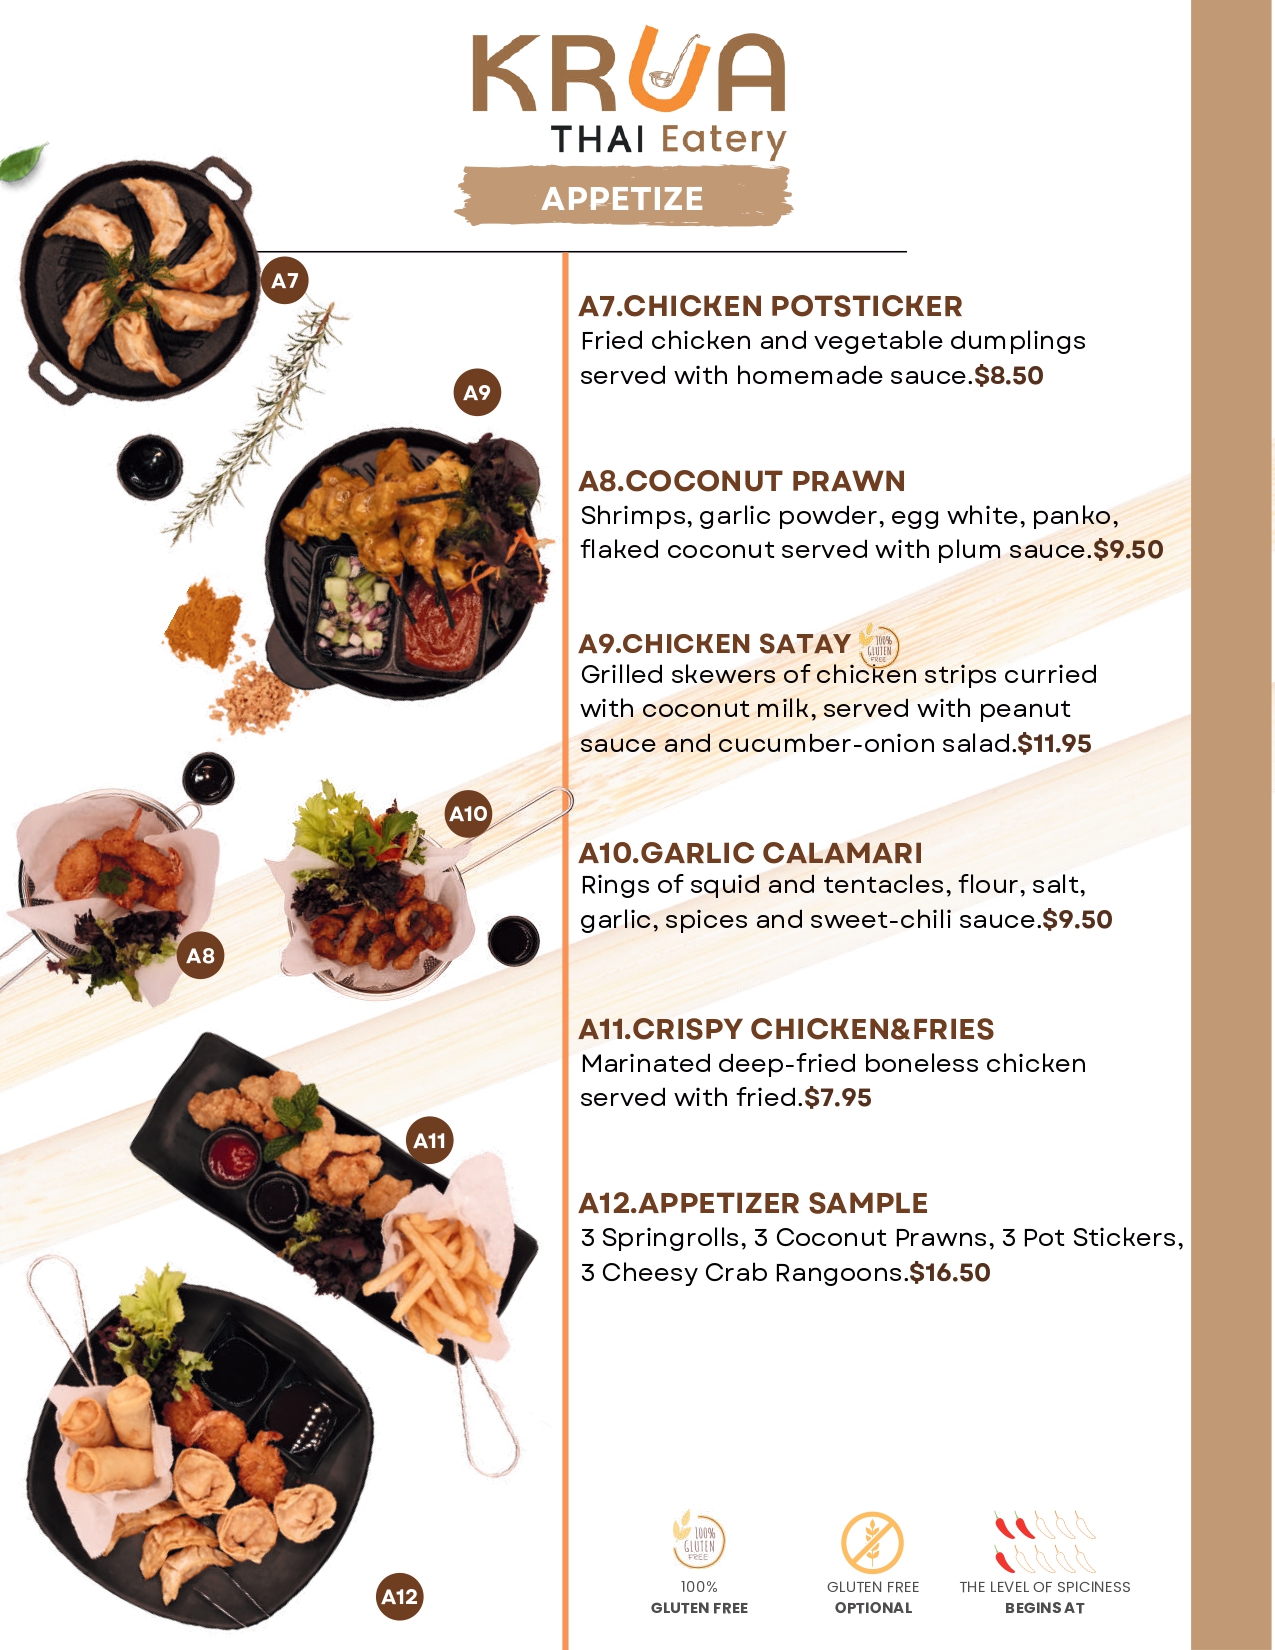 KRUA
THAI Eatery
APPETIZE
A7
A7.CHICKEN POTSTICKER
Fried chicken and vegetable dumplings
served with homemade sauce.$8.50
A9
A8.COCONUT PRAWN
Shrimps, garlic powder, egg white, panko,
flaked coconut served with plum sauce.$9.50
A9.CHICKEN SATAY
100%
GLUTEN
FREE
Grilled skewers of chicken strips curried
with coconut milk, served with peanut
sauce and cucumber-onion salad.$11.95
A10
A10.GARLIC CALAMARI
Rings of squid and tentacles, flour, salt,
garlic, spices and sweet-chili sauce.$9.50
A8
A11.CRISPY CHICKEN&FRIES
Marinated deep-fried boneless chicken
served with fried.$7.95
A11
A12.APPETIZER SAMPLE
3 Springrolls, 3 Coconut Prawns, 3 Pot Stickers,
3 Cheesy Crab Rangoons.$16.50
A12
100%
GLUTEN
FREE
100%
GLUTEN FREE
GLUTEN FREE
OPTIONAL
THE LEVEL OF SPICINESS
BEGINS AT